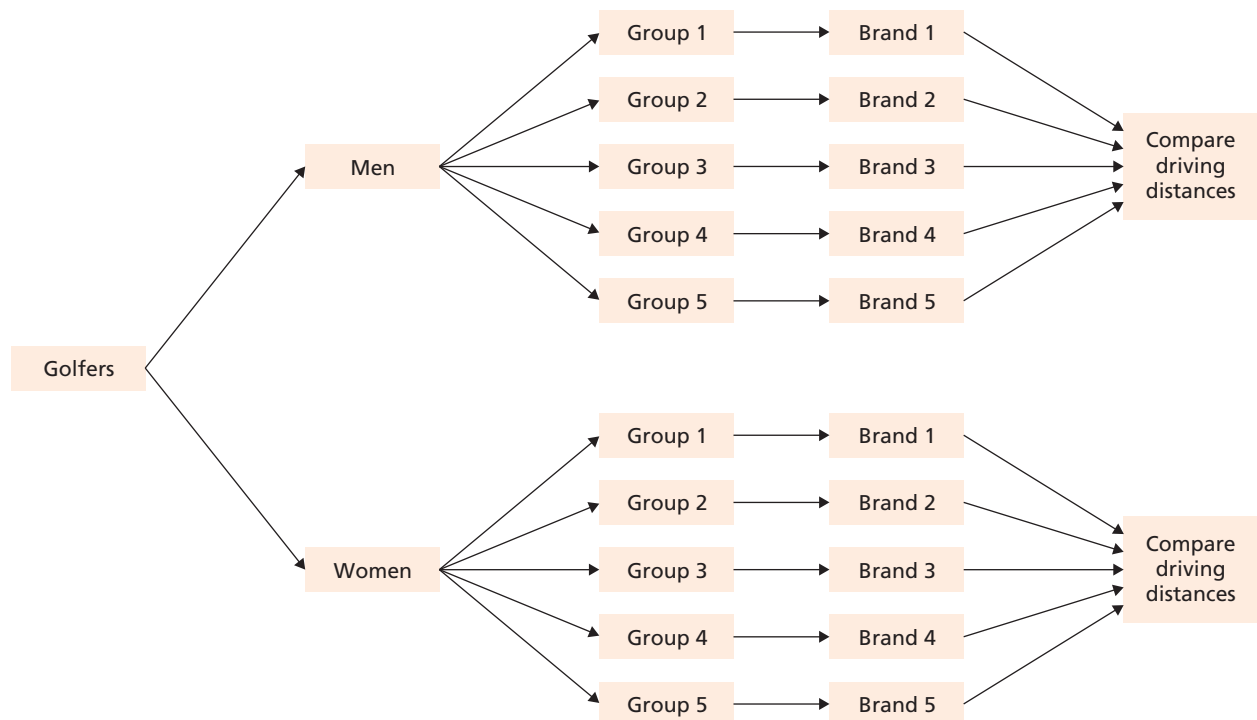 Group 1
Brand 1
Group 2
Brand 2
Men
Group 3
Brand 3
Compare
driving
distances
Group 4
Brand 4
Group 5
Brand 5
Golfers
Group 1
Brand 1
Group 2
Brand 2
Women
Group 3
Brand 3
Compare
driving
distances
Group 4
Brand 4
Group 5
Brand 5